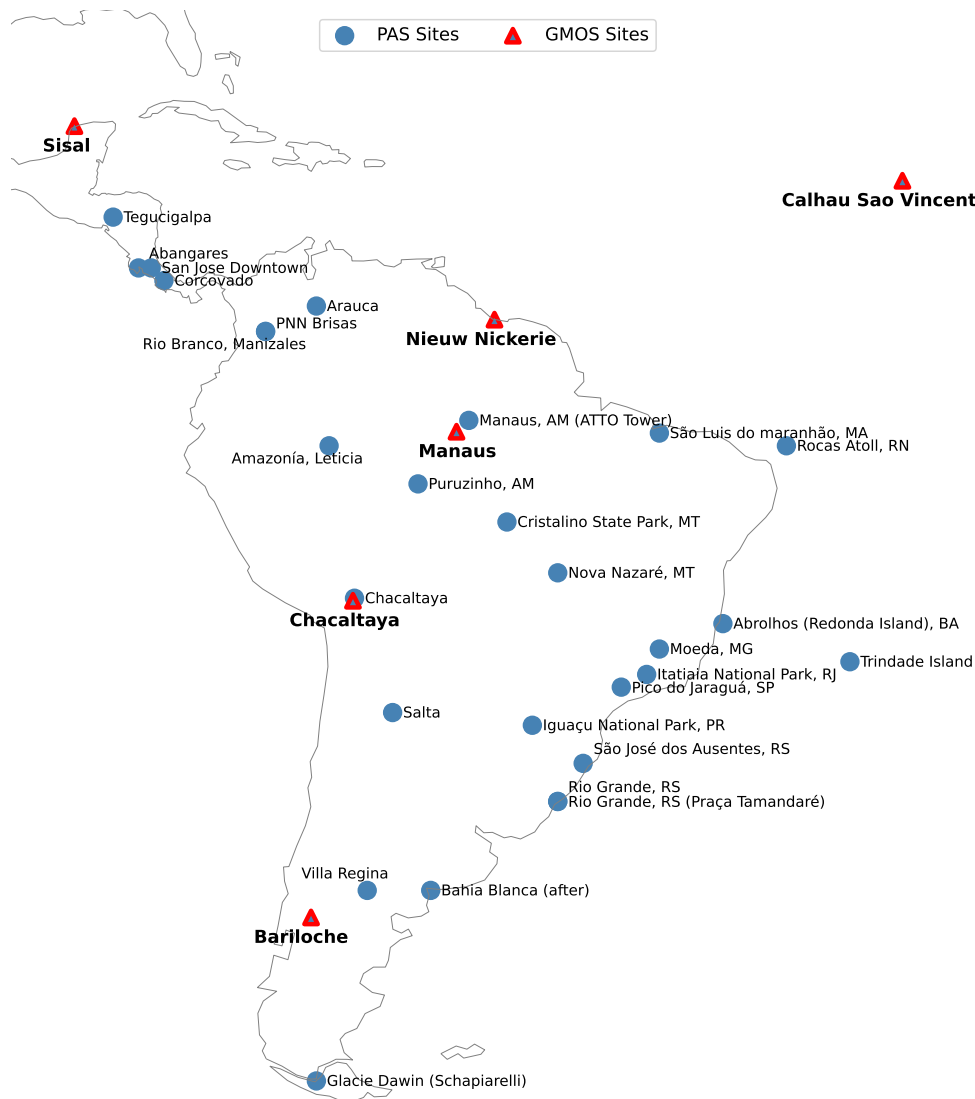 PAS Sites
GMOS Sites
Sisal
Calhau Sao Vincent
Tegucigalpa
Abangares
San Jose Downtown
Corcovado
Arauca
PNN Brisas
Rio Branco, Manizales
Nieuw Nickerie
Manaus, AM (ATTO Tower)
São Luis do maranhão, MA
Rocas Atoll, RN
Manaus
Amazonía, Leticia
Puruzinho, AM
Cristalino State Park, MT
Nova Nazaré, MT
Chacaltaya
Chacaltaya
Abrolhos (Redonda Island), BA
Moeda, MG
Trindade Island
Itatiaia National Park, RJ
Pico do Jaraguá, SP
Salta
Iguaçu National Park, PR
São José dos Ausentes, RS
Rio Grande, RS
Rio Grande, RS (Praça Tamandaré)
Villa Regina
Bahia Blanca (after)
Bariloche
Glacie Dawin (Schapiarelli)